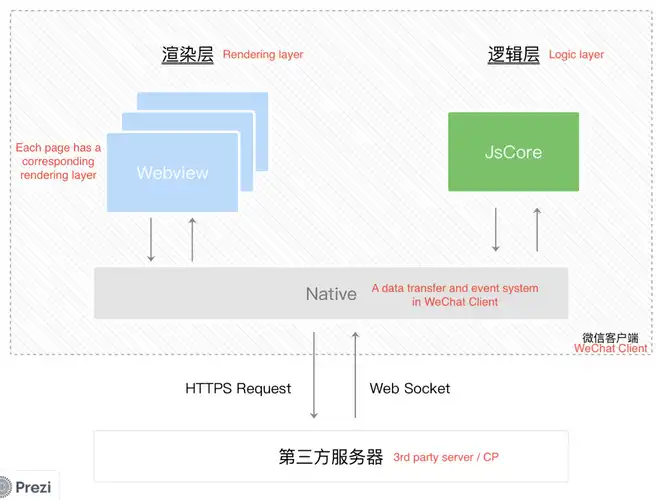 渲染层 Rendering layer
逻辑层 Logic layer
Each page has a
corresponding
rendering layer
Webview
JsCore
Native
A data transfer and event system
in WeChat Client
微信客户端
WeChat Client
HTTPS Request
Web Socket
第三方服务器 3rd party server / CP
Prezi